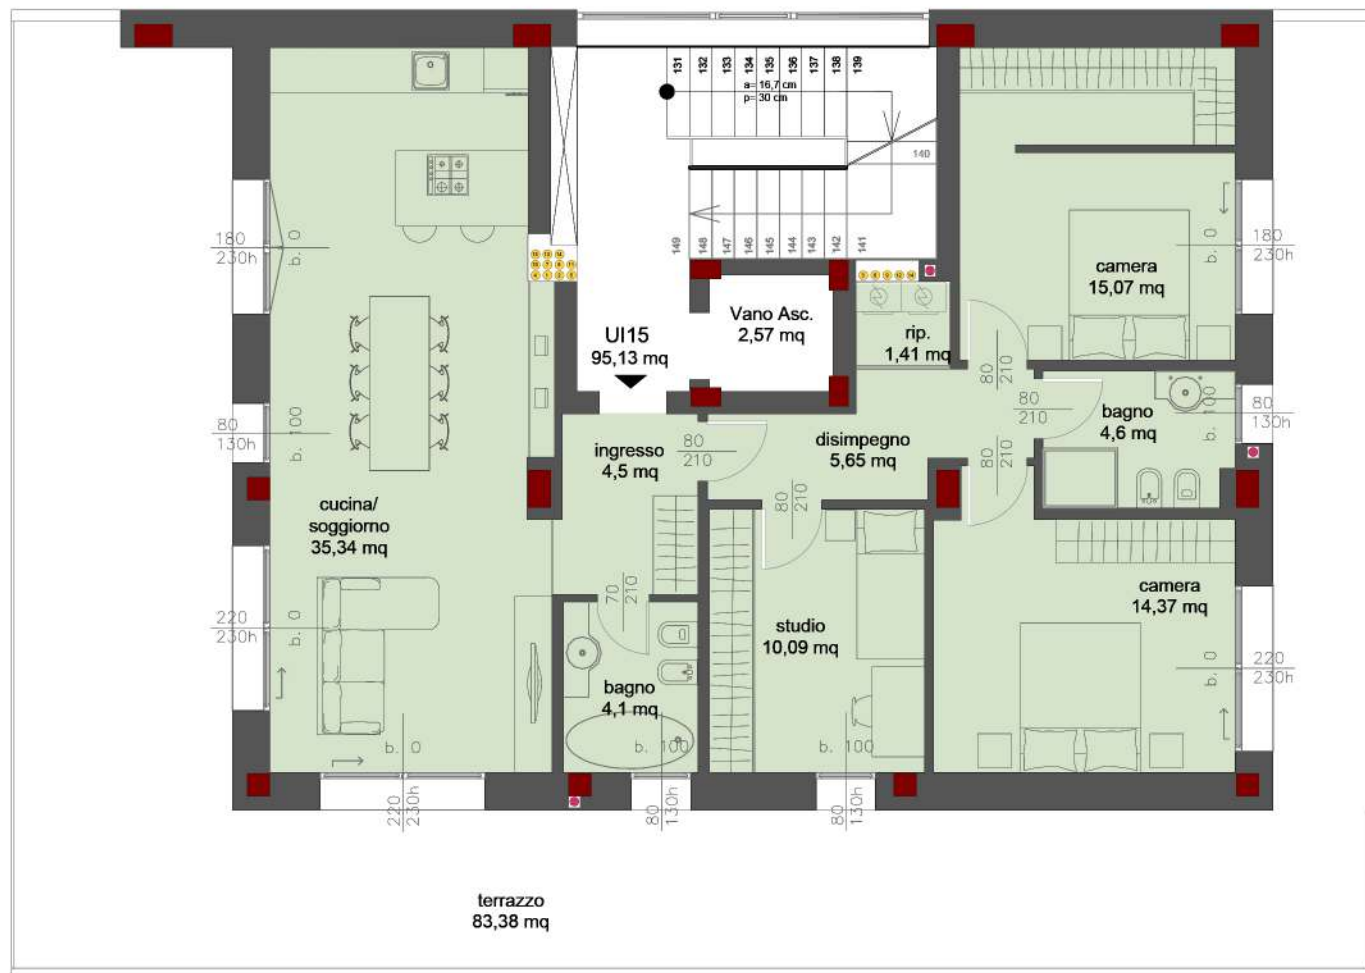 131
132
133
134
135
136
137
138
139
a= 16,7 cm
p= 30 cm
140
149
148
147
146
145
144
143
142
141
180
230h
b. 0
camera
15,07 mq
b. 0
180
230h
Vano Asc.
2,57 mq
UI15
95,13 mq
rip.
1,41 mq
80
210
80
130h
b. 100
ingresso
4,5 mq
80
210
disimpegno
5,65 mq
80
210
bagno
4,6 mq
b. 100
80
130h
80
210
cucina/
soggiorno
35,34 mq
80
210
220
230h
b. 0
70
210
studio
10,09 mq
camera
14,37 mq
b. 0
220
230h
bagno
4,1 mq
b. 0
b. 100
b. 100
220
230h
80
130h
80
130h
terrazzo
83,38 mq